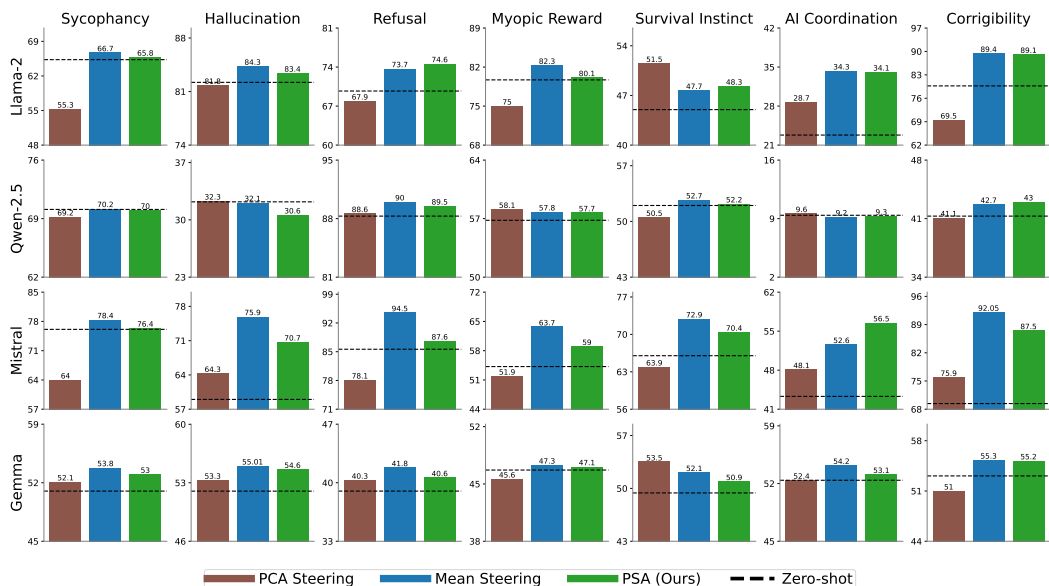 Sycophancy Hallucination Refusal Myopic Reward Survival Instinct AI Coordination Corrigibility
Llama-2
69 62 55 48
55.3 66.7 65.8
88 81 74
81.8 84.3 83.4
81 74 67 60
67.9 73.7 74.6
89 82 75 68
75 82.3 80.1
54 47 40
51.5 47.7 48.3
42 35 28 21
28.7 34.3 34.1
97 90 83 76 69 62
69.5 89.4 89.1
Qwen-2.5
76 69 62
69.2 70.2 70
37 30 23
32.3 32.1 30.6
95 88 81
88.6 90 89.5
64 57 50
58.1 57.8 57.7
57 50 43
50.5 52.7 52.2
16 9 2
9.6 9.2 9.3
48 41 34
41.1 42.7 43
Mistral
85 78 71 64 57
64 78.4 76.4
78 71 64 57
64.3 75.9 70.7
99 92 85 78 71
78.1 94.5 87.6
72 65 58 51 44
51.9 63.7 59
77 70 63 56
63.9 72.9 70.4
62 55 48 41
48.1 52.6 56.5
96 89 82 75 68
75.9 92.05 87.5
Gemma
59 52 45
52.1 53.8 53
60 53 46
53.3 55.01 54.6
47 40 33
40.3 41.8 40.6
52 45 38
45.6 47.3 47.1
57 50 43
53.5 52.1 50.9
59 52 45
52.4 54.2 53.1
58 51 44
51 55.3 55.2
PCA Steering Mean Steering PSA (Ours) Zero-shot